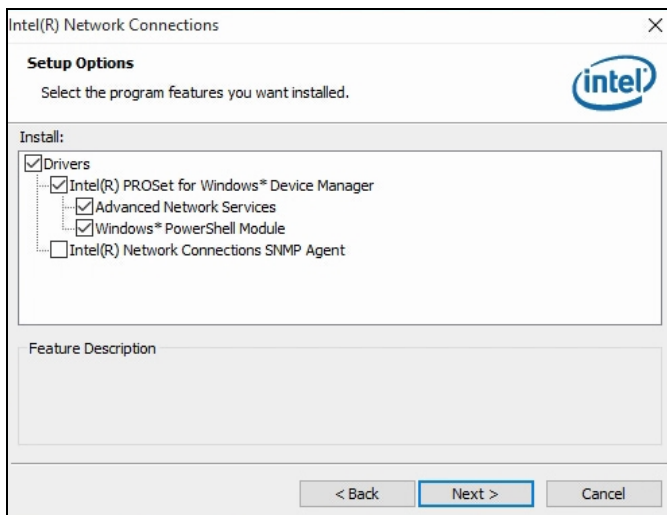 Intel(R) Network Connections
Setup Options
Select the program features you want installed.
intel
Install:
Drivers
Intel(R) PROSet for Windows* Device Manager
Advanced Network Services
Windows* PowerShell Module
Intel(R) Network Connections SNMP Agent
Feature Description
< Back
Next >
Cancel